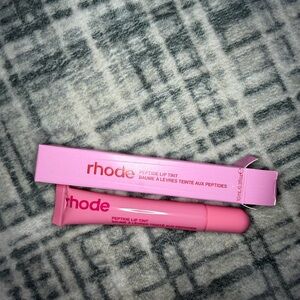 rhode
PEPTIDE LIP TINT
BAUME À LÈVRES TEINTÉ AUX PEPTIDES
rhode
PEPTIDE LIP TINT